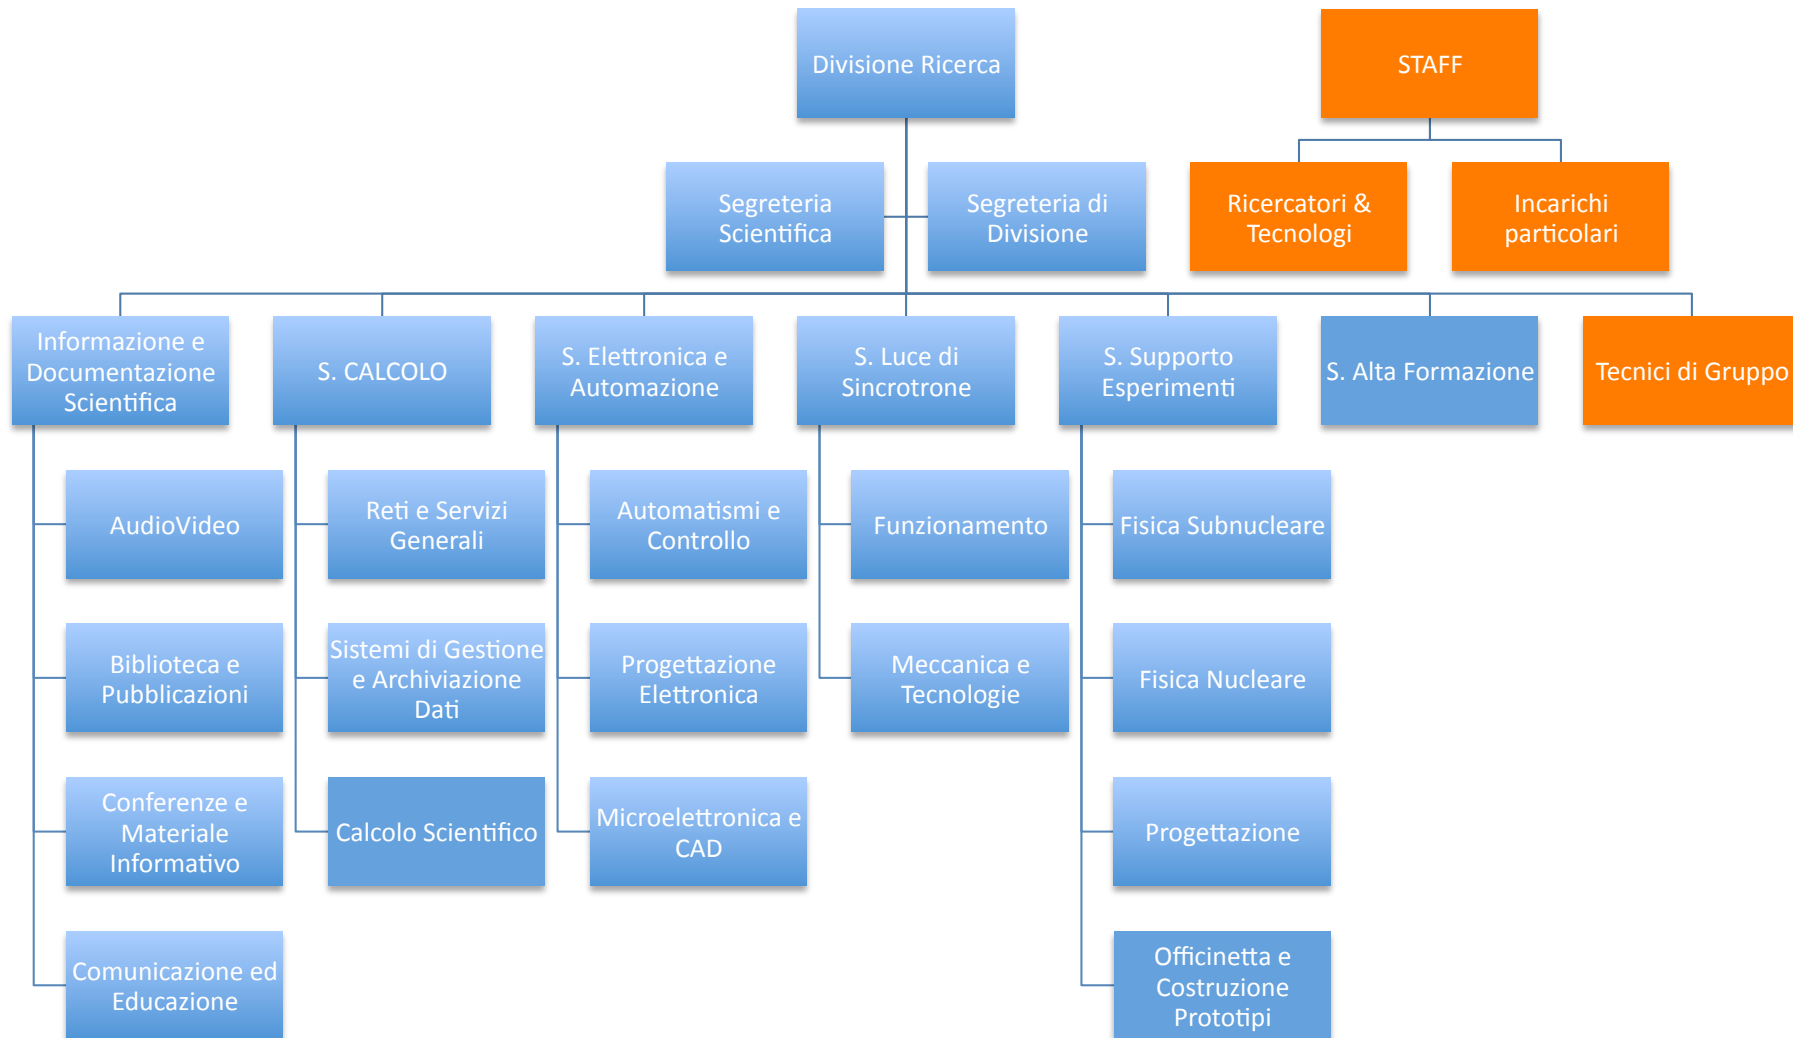 Divisione Ricerca
STAFF
Segreteria
Scientifica
Segreteria di
Divisione
Ricercatori &
Tecnologi
Incarichi
particolari
Informazione e
Documentazione
Scientifica
S. CALCOLO
S. Elettronica e
Automazione
S. Luce di
Sincrotrone
S. Supporto
Esperimenti
S. Alta Formazione
Tecnici di Gruppo
AudioVideo
Reti e Servizi
Generali
Automatismi e
Controllo
Funzionamento
Fisica Subnucleare
Biblioteca e
Pubblicazioni
Sistemi di Gestione
e Archiviazione
Dati
Progettazione
Elettronica
Meccanica e
Tecnologie
Fisica Nucleare
Conferenze e
Materiale
Informativo
Calcolo Scientifico
Microelettronica e
CAD
Progettazione
Comunicazione ed
Educazione
Officinetta e
Costruzione
Prototipi